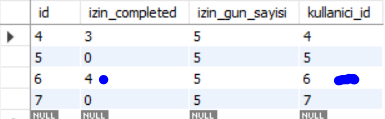 id izin_completed izin_gun_sayisi kullanici_id
4 3 5 4
5 0 5 5
6 4 5 6
7 0 5 7
NULL NULL NULL NULL